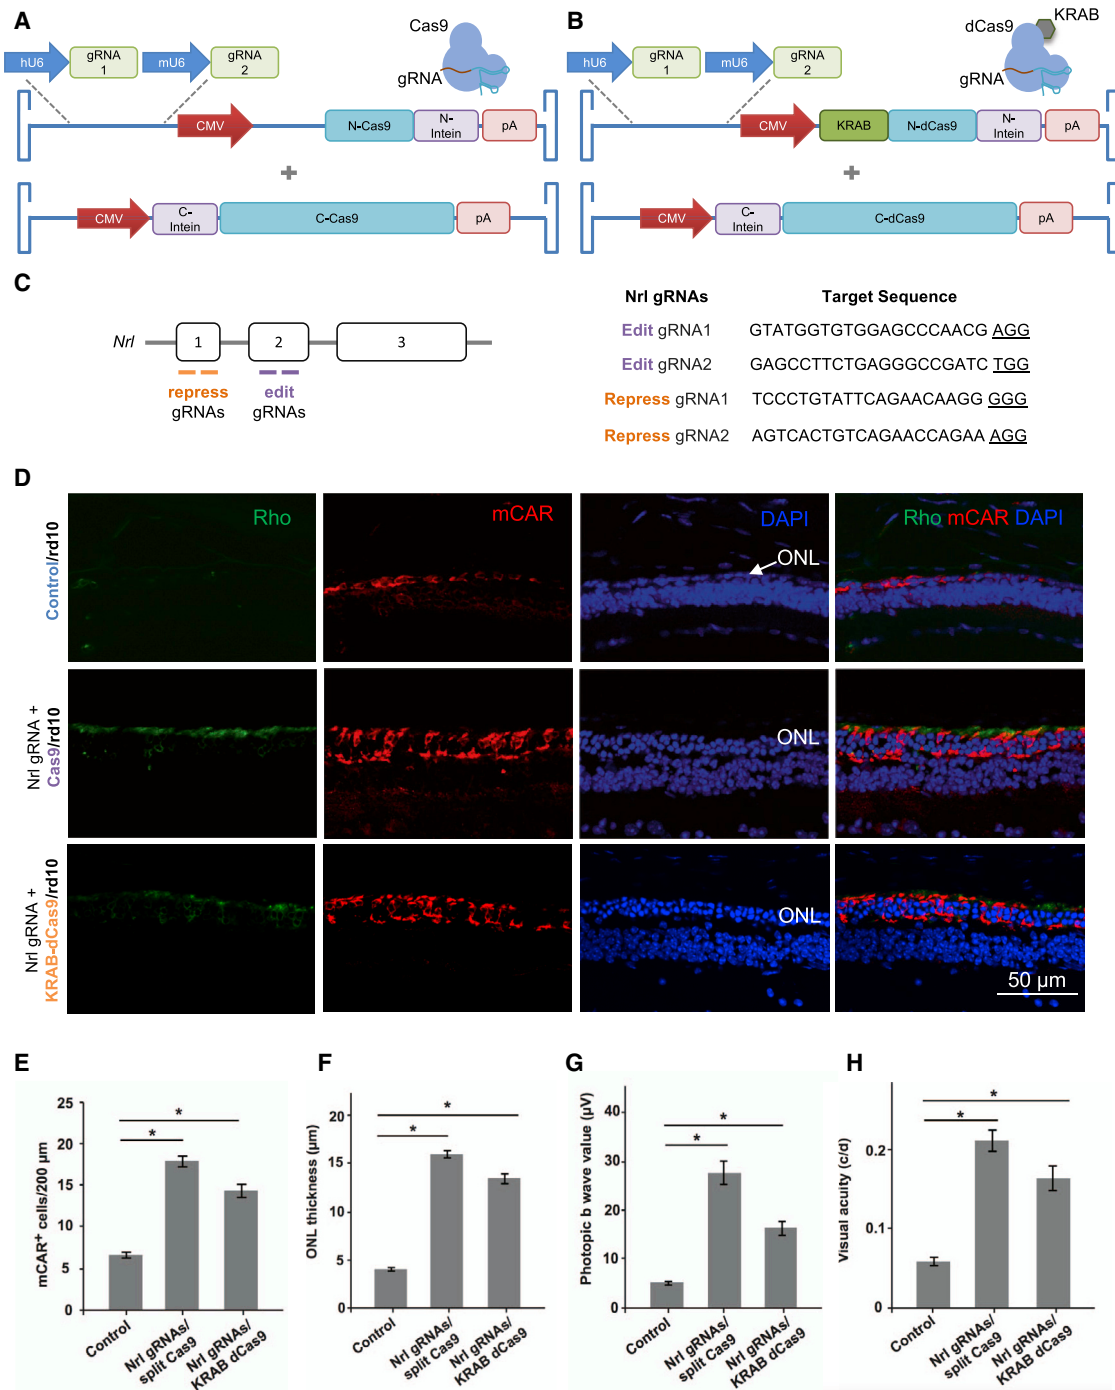 A
Cas9
gRNA
hU6
gRNA
1
mU6
gRNA
2
CMV
N-Cas9
N-
Intein
pA
+
CMV
C-
Intein
C-Cas9
pA
B
dCas9
KRAB
gRNA
hU6
gRNA
1
mU6
gRNA
2
CMV
KRAB
N-dCas9
N-
Intein
pA
+
CMV
C-
Intein
C-dCas9
pA
C
Nrl
1
2
3
repress
gRNAs
edit
gRNAs
Nrl gRNAs Target Sequence
Edit gRNA1 GTATGGTGTGGAGCCCAACG AGG
Edit gRNA2 GAGCCTTCTGAGGGCCGATC TGG
Repress gRNA1 TCCCTGTATTCAGAACAAGG GGG
Repress gRNA2 AGTCACTGTCAGAACCAGAA AGG
D
Rho
mCAR
DAPI
Rho mCAR DAPI
ONL
Control/rd10
Nrl gRNA +
Cas9/rd10
ONL
Nrl gRNA +
KRAB-dCas9/rd10
ONL
50 µm
E
mCAR+ cells/200 µm
25
20
15
10
5
0
*
*
Control
Nrl gRNAs/
split Cas9
Nrl gRNAs/
KRAB dCas9
F
ONL thickness (µm)
20
15
10
5
0
*
*
Control
Nrl gRNAs/
split Cas9
Nrl gRNAs/
KRAB dCas9
G
Photopic b wave value (µV)
40
30
20
10
0
*
*
Control
Nrl gRNAs/
split Cas9
Nrl gRNAs/
KRAB dCas9
H
Visual acuity (c/d)
0.2
0.1
0
*
*
Control
Nrl gRNAs/
split Cas9
Nrl gRNAs/
KRAB dCas9